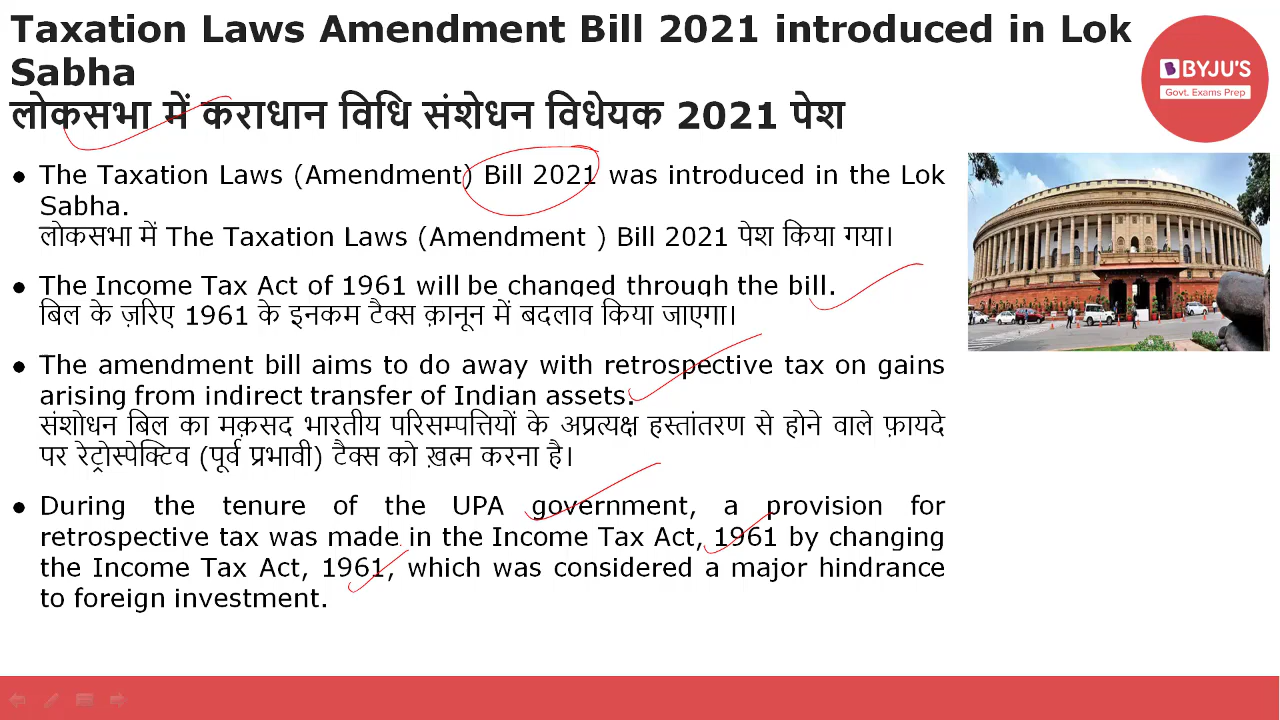 Taxation Laws Amendment Bill 2021 introduced in Lok
Sabha
लोकसभा में कराधान विधि संशोधन विधेयक 2021 पेश
BYJU'S
Govt. Exams Prep
● The Taxation Laws (Amendment) Bill 2021 was introduced in the Lok
Sabha.
लोकसभा में The Taxation Laws (Amendment ) Bill 2021 पेश किया गया।
● The Income Tax Act of 1961 will be changed through the bill.
बिल के ज़रिए 1961 के इनकम टैक्स क़ानून में बदलाव किया जाएगा।
● The amendment bill aims to do away with retrospective tax on gains
arising from indirect transfer of Indian assets.
संशोधन बिल का मक़सद भारतीय परिसम्पत्तियों के अप्रत्यक्ष हस्तांतरण से होने वाले फ़ायदे
पर रेट्रोस्पेक्टिव (पूर्व प्रभावी) टैक्स को ख़त्म करना है।
● During the tenure of the UPA government, a provision for
retrospective tax was made in the Income Tax Act, 1961 by changing
the Income Tax Act, 1961, which was considered a major hindrance
to foreign investment.